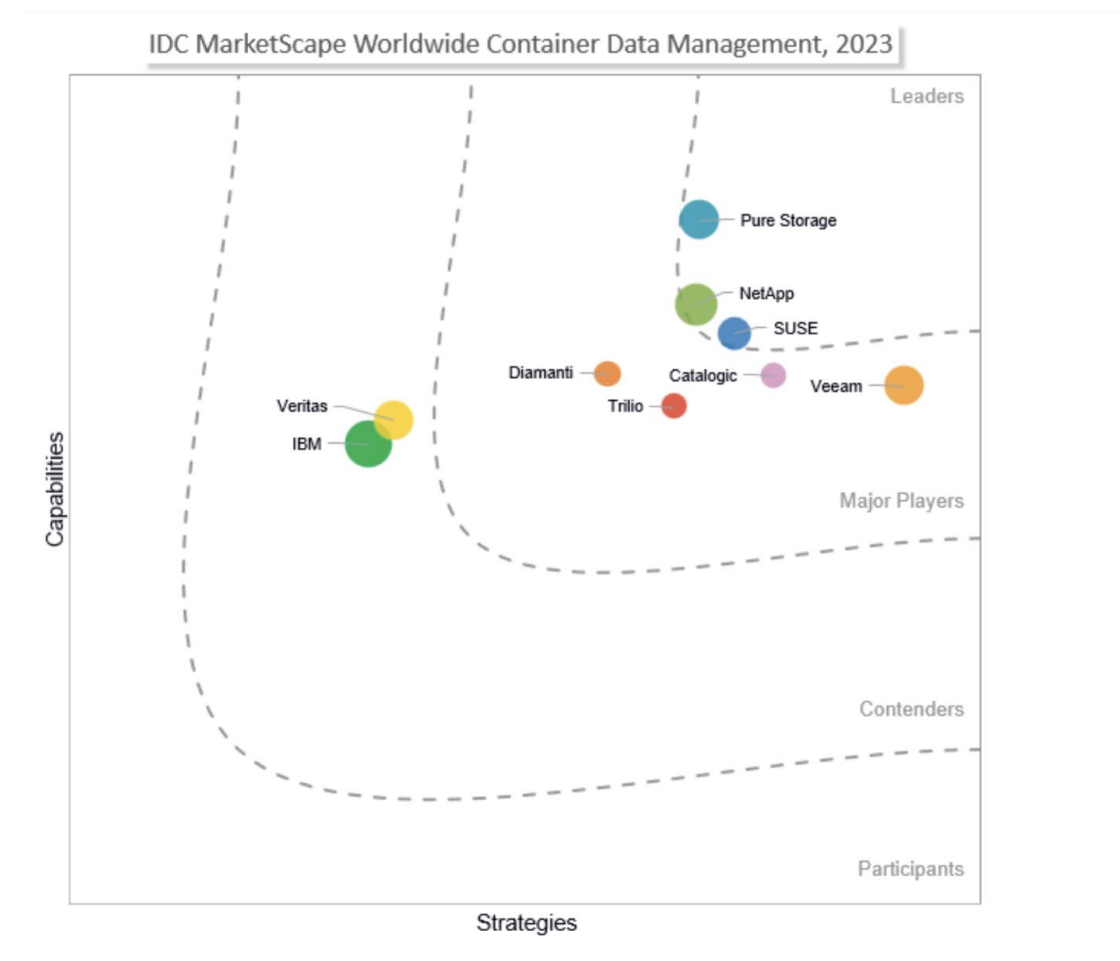 IDC MarketScape Worldwide Container Data Management, 2023
Leaders
Pure Storage
NetApp
SUSE
Diamanti
Catalogic
Veeam
Trilio
Veritas
IBM
Capabilities
Major Players
Contenders
Participants
Strategies